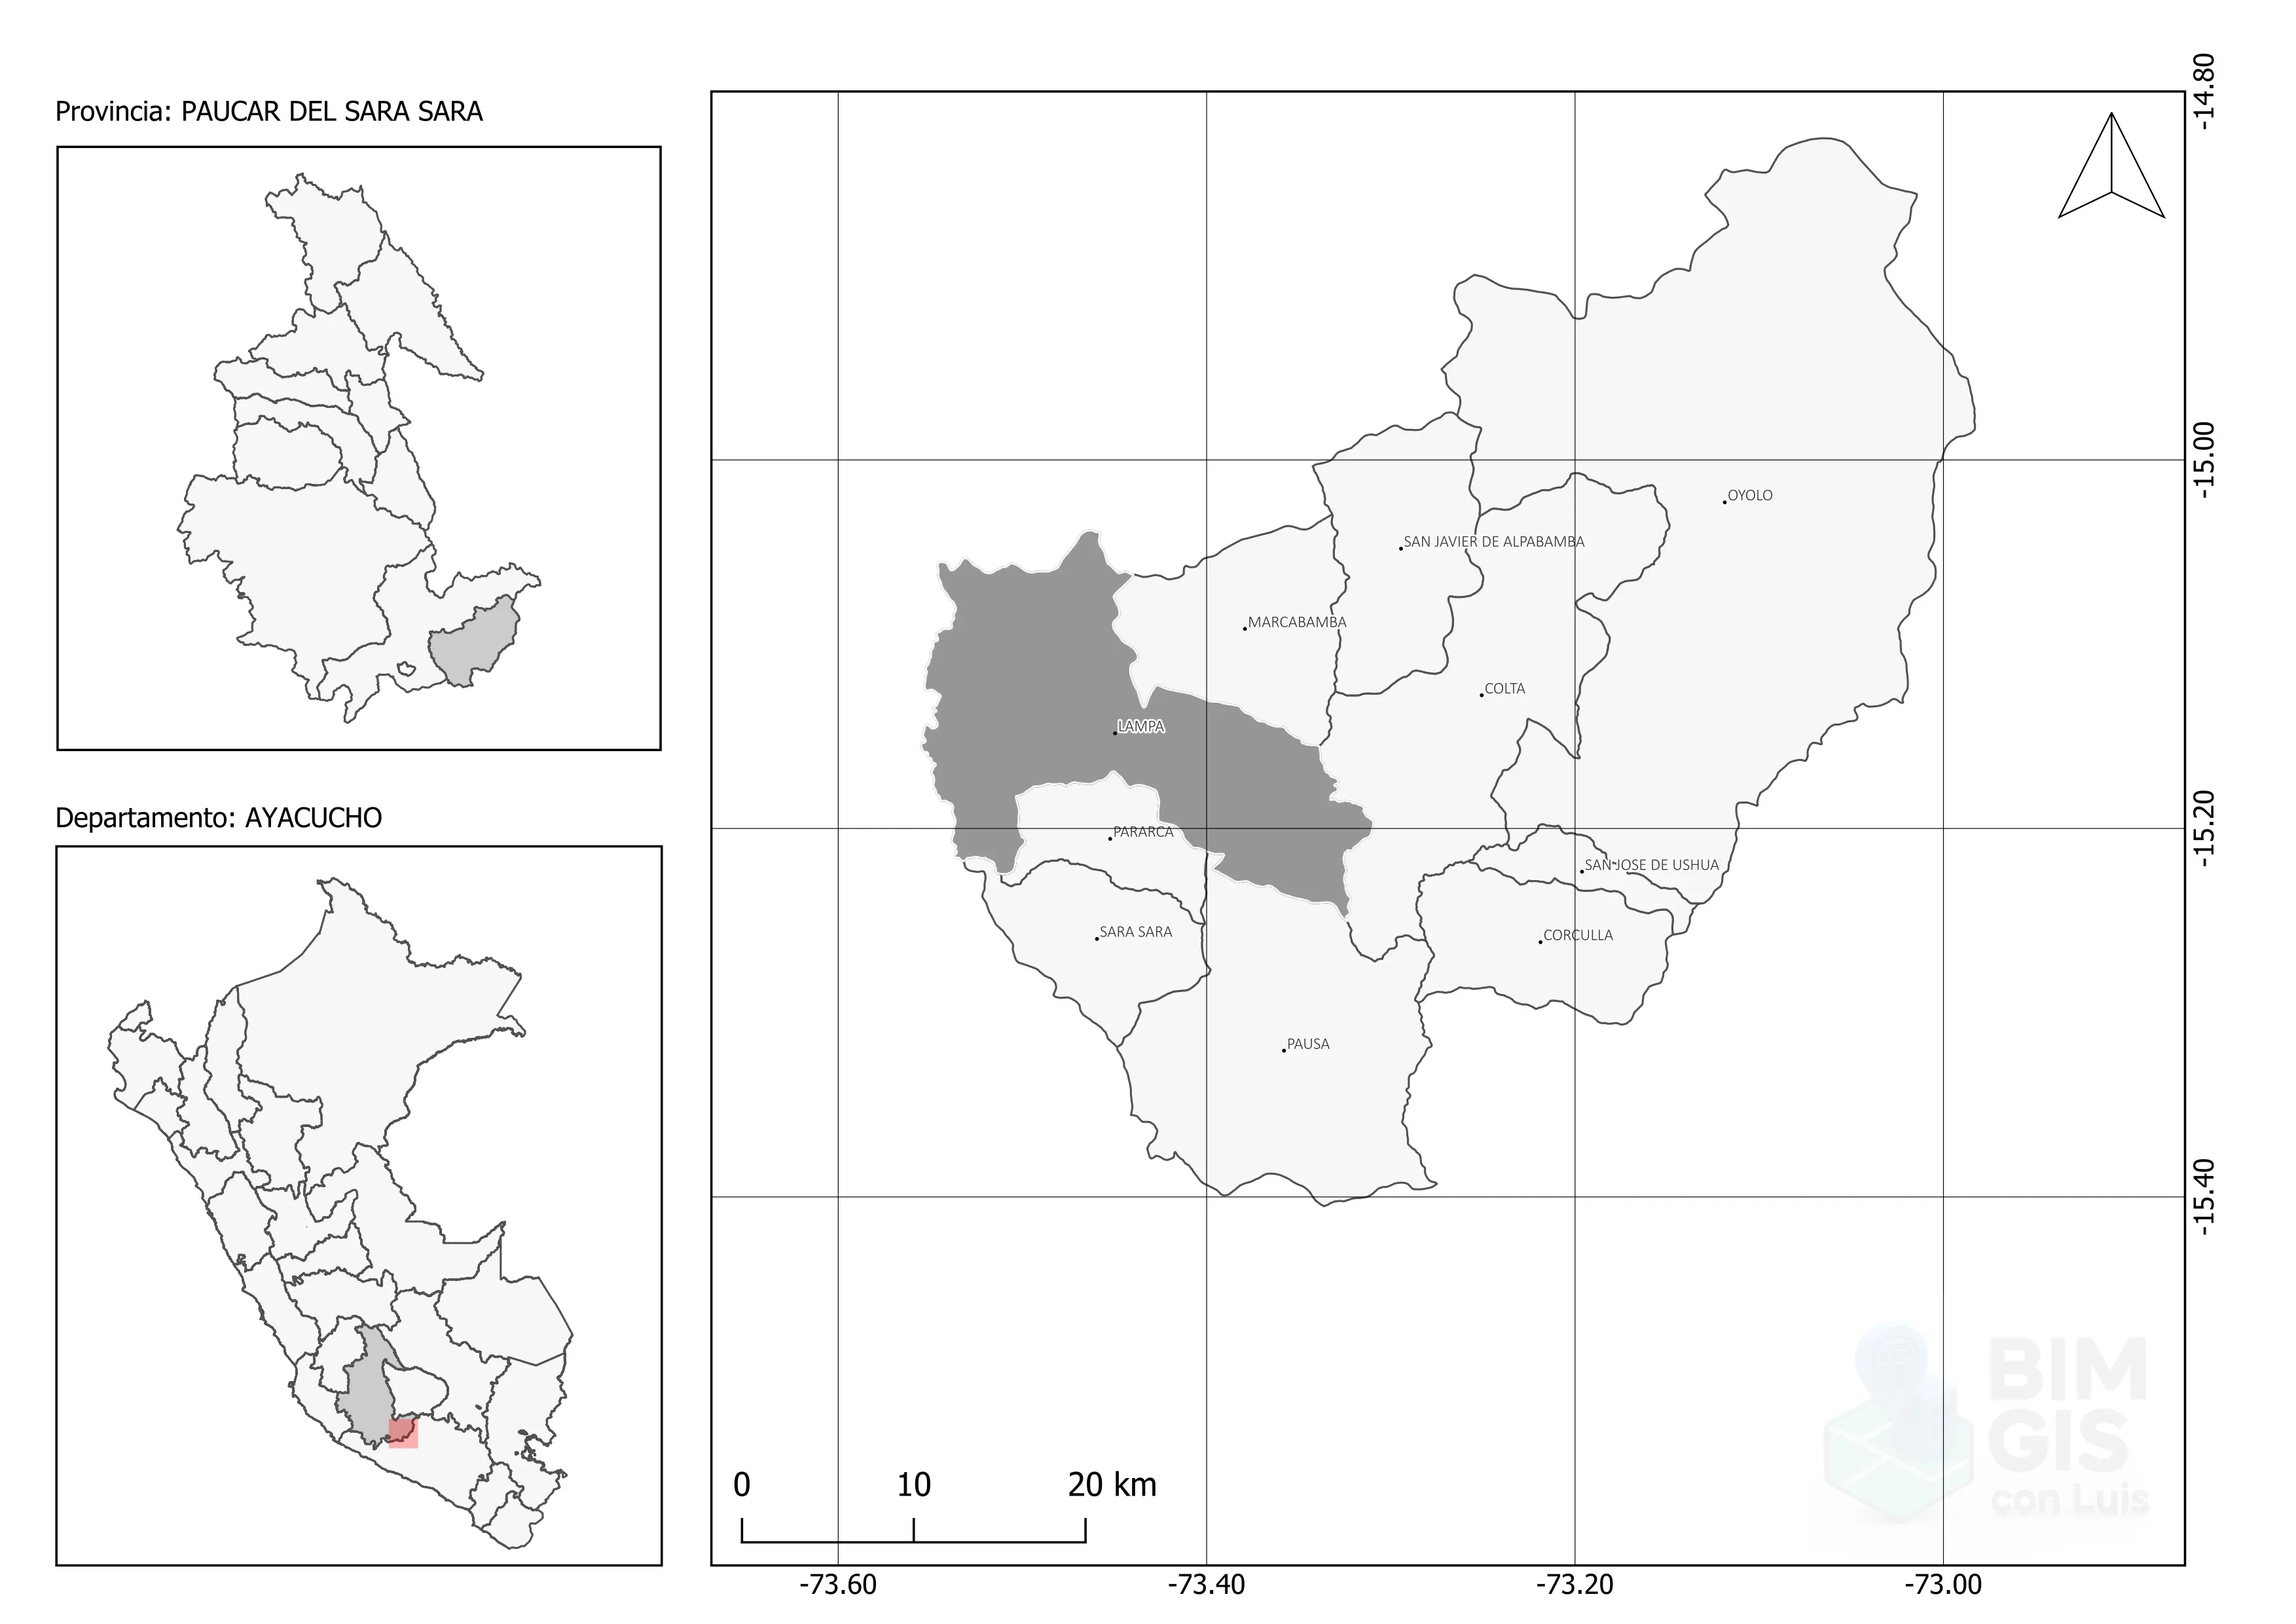 Provincia: PAUCAR DEL SARA SARA
Departamento: AYACUCHO
-14.80
-15.00
-15.20
-15.40
OYOLO
SAN JAVIER DE ALPABAMBA
MARCABAMBA
COLTA
LAMPA
PARARCA
SAN JOSE DE USHUA
SARA SARA
CORCULLA
PAUSA
BIM
GIS
con Luis
0 10 20 km
-73.60 -73.40 -73.20 -73.00